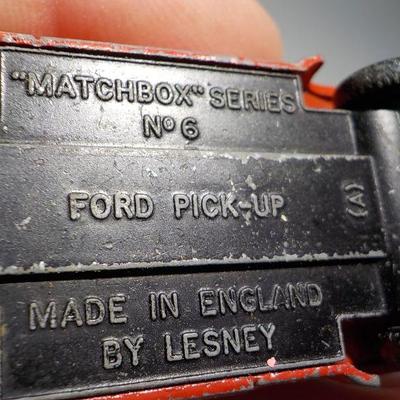 "MATCHBOX" SERIES
No 6
FORD PICK-UP (A)
MADE IN ENGLAND
BY LESNEY